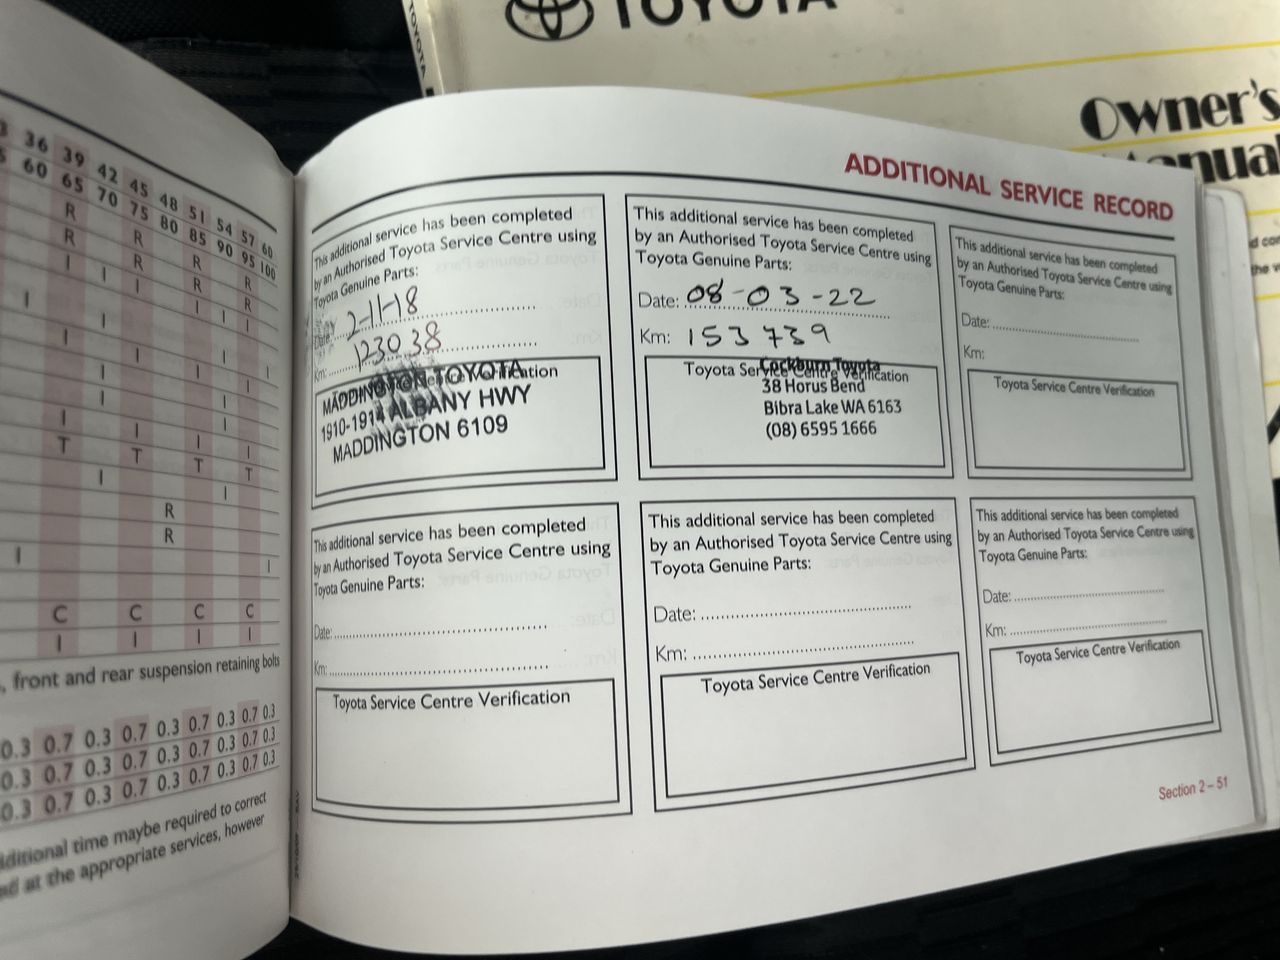 TOYOTA
TOYOTA
Owner's
Manual
36 39 42 45 48 51 54 57 60
60 65 70 75 80 85 90 95 100
R
R R R R
I R R R
I I I R
I I I I
I I I I
T T T T
I
I
R
R
I
I
C C C C
I I I I
, front and rear suspension retaining bolts
0.3 0.7 0.3 0.7 0.3 0.7 0.3 0.7 0.3
0.3 0.7 0.3 0.7 0.3 0.7 0.3 0.7 0.3
0.3 0.7 0.3 0.7 0.3 0.7 0.3 0.7 0.3
time maybe required to correct
at the appropriate services, however
ADDITIONAL SERVICE RECORD
This additional service has been completed
by an Authorised Toyota Service Centre using
Toyota Genuine Parts:
Date: 2-11-18
Km: 123038
Toyota Service Centre Verification
MADDINGTON TOYOTA
1910-1914 ALBANY HWY
MADDINGTON 6109
This additional service has been completed
by an Authorised Toyota Service Centre using
Toyota Genuine Parts:
Date: 08-03-22
Km: 153739
Toyota Service Centre Verification
Cockburn Toyota
38 Horus Bend
Bibra Lake WA 6163
(08) 6595 1666
This additional service has been completed
by an Authorised Toyota Service Centre using
Toyota Genuine Parts:
Date:
Km:
Toyota Service Centre Verification
This additional service has been completed
by an Authorised Toyota Service Centre using
Toyota Genuine Parts:
Date:
Km:
Toyota Service Centre Verification
This additional service has been completed
by an Authorised Toyota Service Centre using
Toyota Genuine Parts:
Date:
Km:
Toyota Service Centre Verification
This additional service has been completed
by an Authorised Toyota Service Centre using
Toyota Genuine Parts:
Date:
Km:
Toyota Service Centre Verification
Section 2–51